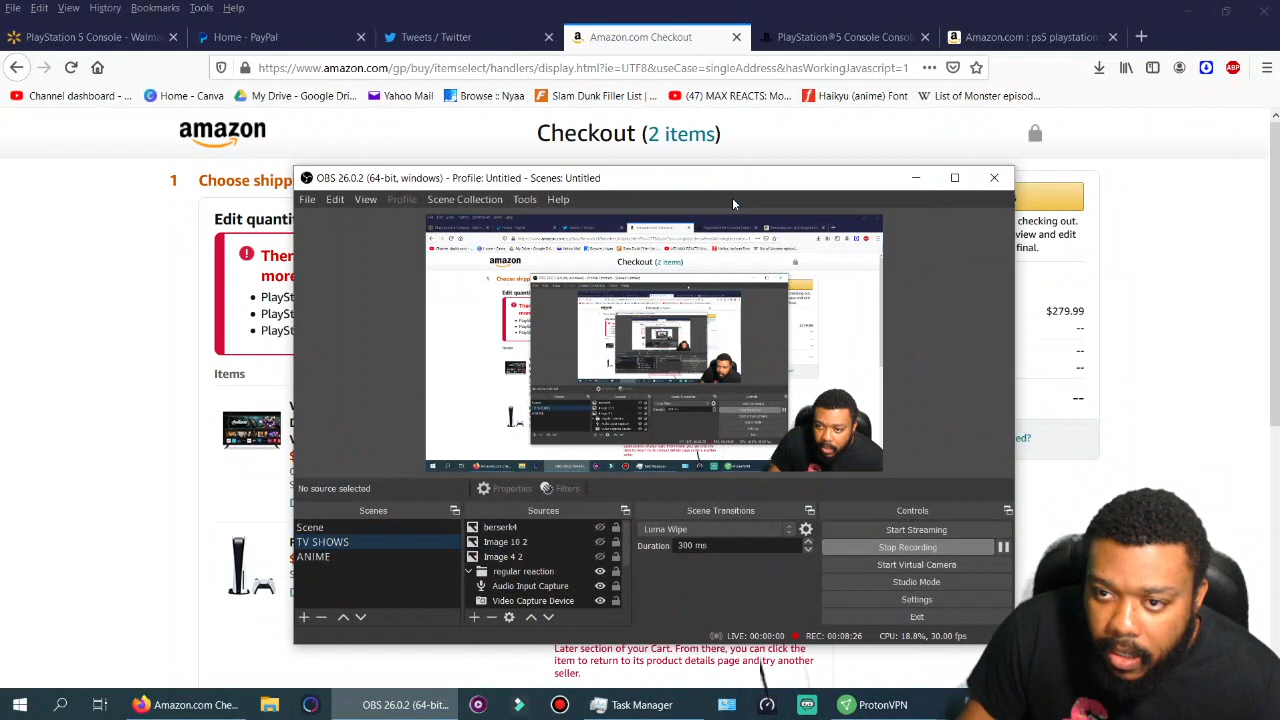 File Edit View History Bookmarks Tools Help
PlayStation 5 Console - Walma
Home - PayPal
Tweets / Twitter
Amazon.com Checkout
PlayStation®5 Console Consol
Amazon.com : ps5 playstation
https://www.amazon.com/gp/buy/itemselect/handlers/display.html?ie=UTF8&useCase=singleAddress&hasWorkingJavascript=1
ABP
Channel dashboard - ...
Home - Canva
My Drive - Google Dri...
Yahoo Mail
Browse :: Nyaa
Slam Dunk Filler List | ...
(47) MAX REACTS: Mo...
Haikyu (anime) Front ...
List of Monster episod...
amazon
Checkout (2 items)
1 Choose shipp
Edit quanti
Ther
more
PlaySt
PlaySt
PlaySt
Items
checking out.
view and edit
final.
$279.99
--
--
--
--
ed?
OBS 26.0.2 (64-bit, windows) - Profile: Untitled - Scenes: Untitled
File Edit View Profile Scene Collection Tools Help
amazon
Checkout (2 items)
No source selected
Properties
Filters
Scenes
Scene
TV SHOWS
ANIME
Sources
berserk4
Image 10 2
Image 4 2
regular reaction
Audio Input Capture
Video Capture Device
Scene Transitions
Luma Wipe
Duration 300 ms
Controls
Start Streaming
Stop Recording
Start Virtual Camera
Studio Mode
Settings
Exit
LIVE: 00:00:00
REC: 00:08:26
CPU: 18.8%, 30.00 fps
Later section of your Cart. From there, you can click the
item to return to its product details page and try another
seller.
Amazon.com Che...
OBS 26.0.2 (64-bit,...
Task Manager
ProtonVPN